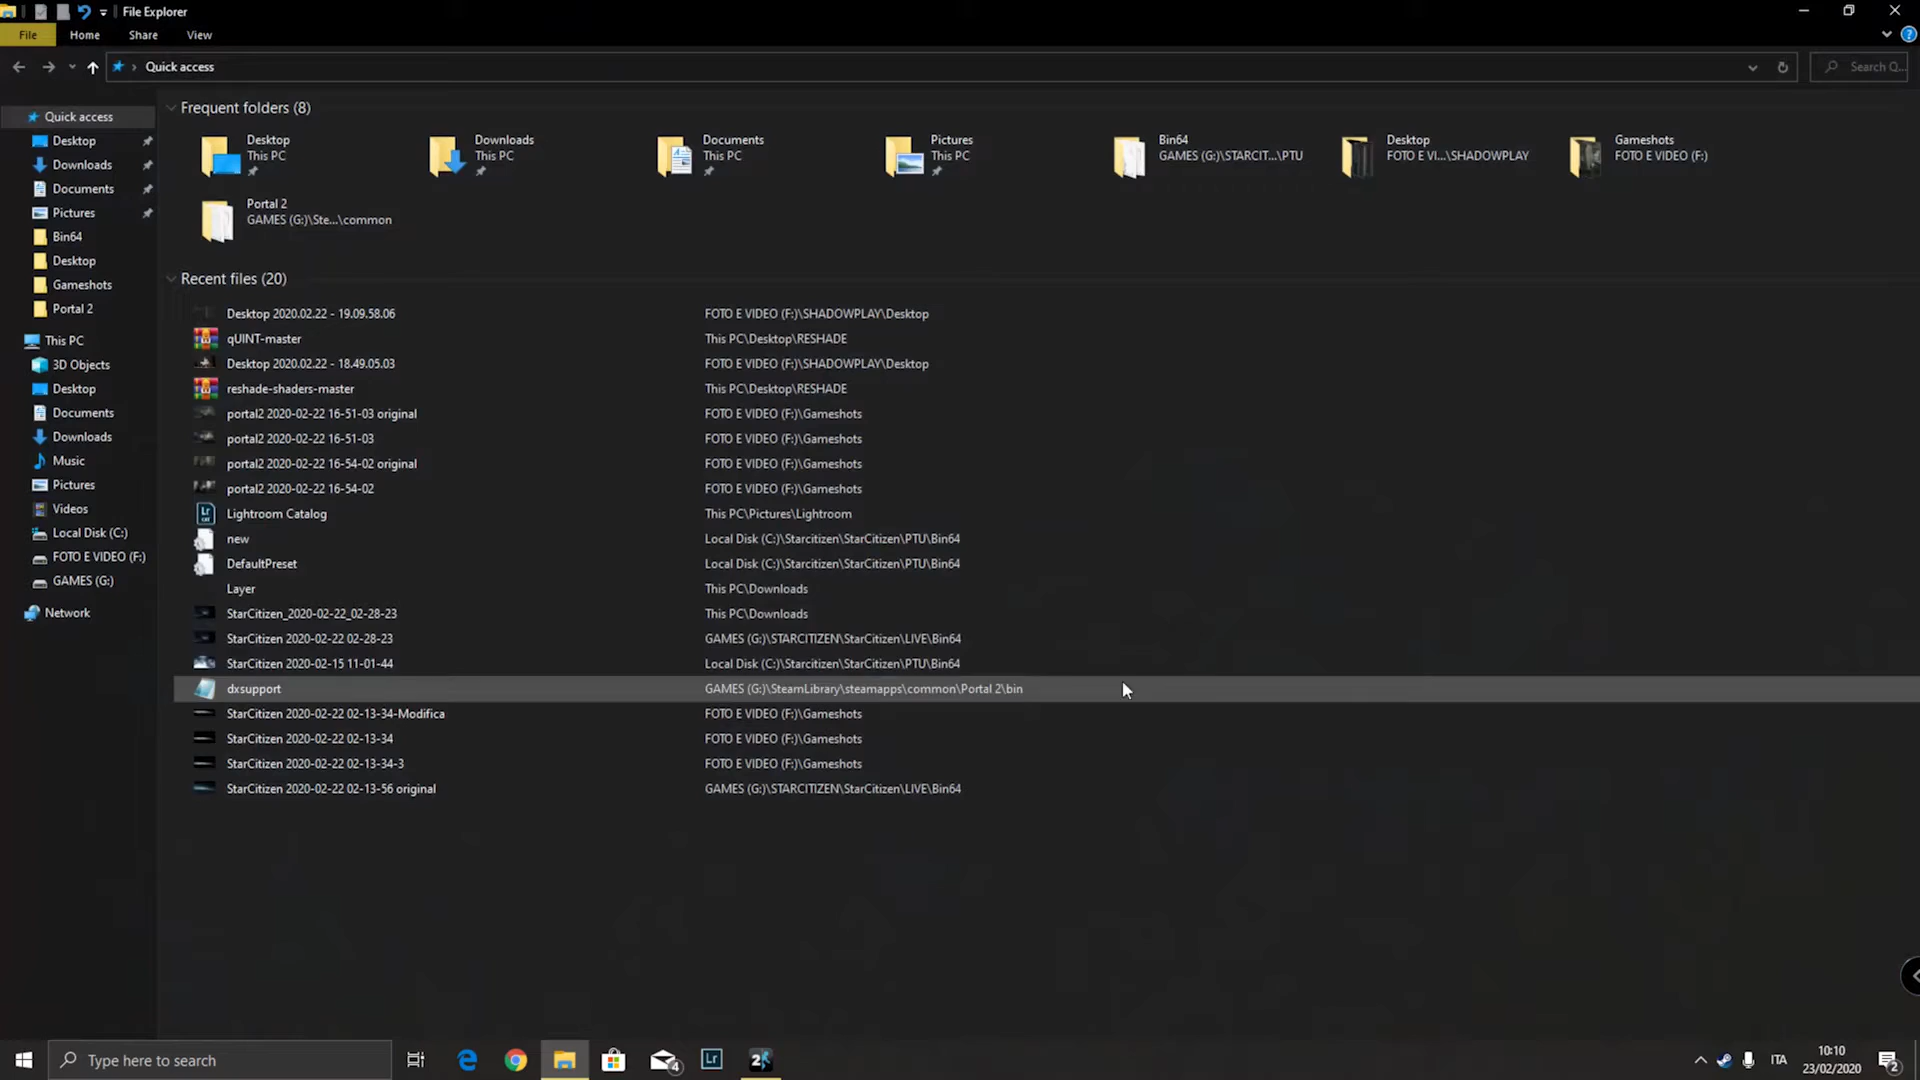 File Explorer
File Home Share View
Quick access
Search Q...
Quick access
Desktop
Downloads
Documents
Pictures
Bin64
Desktop
Gameshots
Portal 2
This PC
3D Objects
Desktop
Documents
Downloads
Music
Pictures
Videos
Local Disk (C:)
FOTO E VIDEO (F:)
GAMES (G:)
Network
Frequent folders (8)
Desktop
This PC
Downloads
This PC
Documents
This PC
Pictures
This PC
Bin64
GAMES (G:)\STARCIT...\PTU
Desktop
FOTO E VI...\SHADOWPLAY
Gameshots
FOTO E VIDEO (F:)
Portal 2
GAMES (G:)\Ste...\common
Recent files (20)
Desktop 2020.02.22 - 19.09.58.06 FOTO E VIDEO (F:)\SHADOWPLAY\Desktop
qUINT-master This PC\Desktop\RESHADE
Desktop 2020.02.22 - 18.49.05.03 FOTO E VIDEO (F:)\SHADOWPLAY\Desktop
reshade-shaders-master This PC\Desktop\RESHADE
portal2 2020-02-22 16-51-03 original FOTO E VIDEO (F:)\Gameshots
portal2 2020-02-22 16-51-03 FOTO E VIDEO (F:)\Gameshots
portal2 2020-02-22 16-54-02 original FOTO E VIDEO (F:)\Gameshots
portal2 2020-02-22 16-54-02 FOTO E VIDEO (F:)\Gameshots
Lightroom Catalog This PC\Pictures\Lightroom
new Local Disk (C:)\Starcitizen\StarCitizen\PTU\Bin64
DefaultPreset Local Disk (C:)\Starcitizen\StarCitizen\PTU\Bin64
Layer This PC\Downloads
StarCitizen_2020-02-22_02-28-23 This PC\Downloads
StarCitizen 2020-02-22 02-28-23 GAMES (G:)\STARCITIZEN\StarCitizen\LIVE\Bin64
StarCitizen 2020-02-15 11-01-44 Local Disk (C:)\Starcitizen\StarCitizen\PTU\Bin64
dxsupport GAMES (G:)\SteamLibrary\steamapps\common\Portal 2\bin
StarCitizen 2020-02-22 02-13-34-Modifica FOTO E VIDEO (F:)\Gameshots
StarCitizen 2020-02-22 02-13-34 FOTO E VIDEO (F:)\Gameshots
StarCitizen 2020-02-22 02-13-34-3 FOTO E VIDEO (F:)\Gameshots
StarCitizen 2020-02-22 02-13-56 original GAMES (G:)\STARCITIZEN\StarCitizen\LIVE\Bin64
Type here to search
4
Lr
2
ITA
10:10
23/02/2020
2